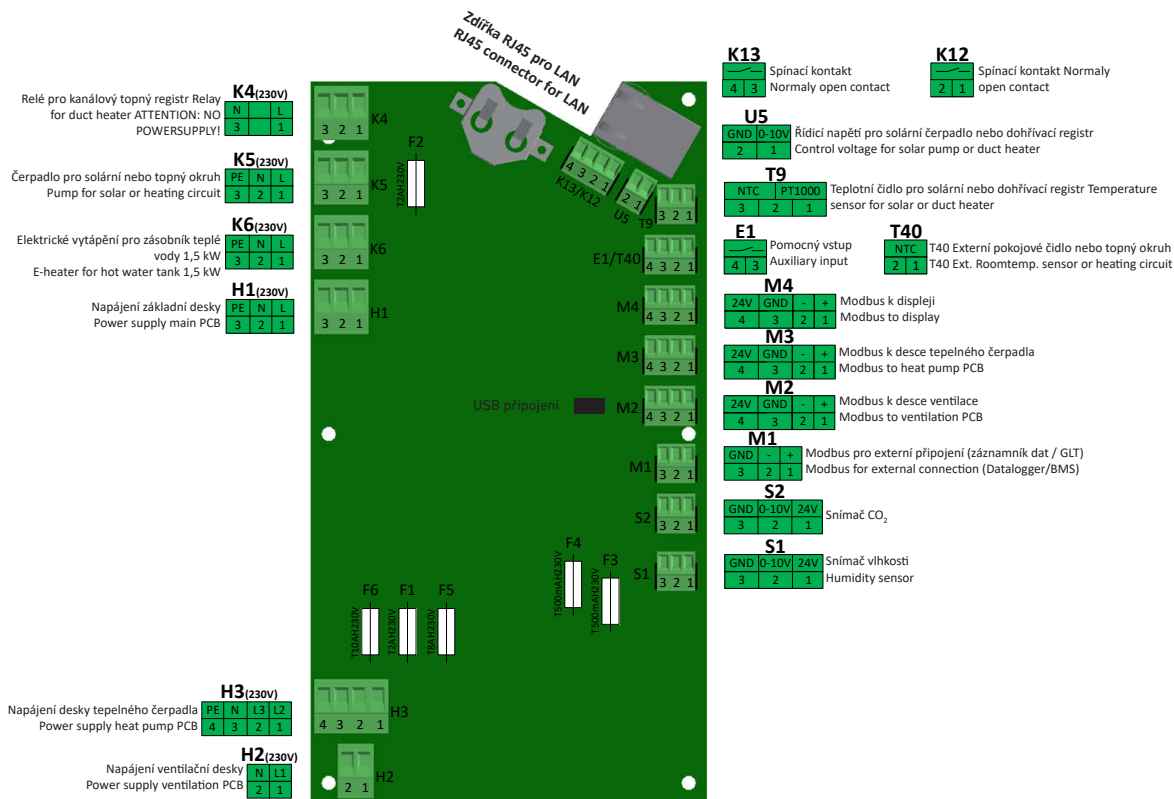 Zdířka RJ45 pro LAN
RJ45 connector for LAN
K4(230V)
Relé pro kanálový topný registr Relay
for duct heater ATTENTION: NO
POWERSUPPLY!
N L
3 1
K5(230V)
Čerpadlo pro solární nebo topný okruh
Pump for solar or heating circuit
PE N L
3 2 1
K6(230V)
Elektrické vytápění pro zásobník teplé
vody 1,5 kW
E-heater for hot water tank 1,5 kW
PE N L
3 2 1
H1(230V)
Napájení základní desky
Power supply main PCB
PE N L
3 2 1
H3(230V)
Napájení desky tepelného čerpadla
Power supply heat pump PCB
PE N L3 L2
4 3 2 1
H2(230V)
Napájení ventilační desky
Power supply ventilation PCB
N L1
2 1
3 2 1 K4
3 2 1 K5
3 2 1 K6
3 2 1 H1
F2
T2AH230V
4 3 2 1
K13/K12
2 1
U5
T9
3 2 1
E1/T40 4 3 2 1
M4 4 3 2 1
M3 4 3 2 1
USB připojení
M2 4 3 2 1
M1 3 2 1
S2 3 2 1
S1 3 2 1
F4
T500mAH230V
F3
T500mAH230V
F6
T10AH230V
F1
T2AH230V
F5
T8AH230V
4 3 2 1 H3
2 1 H2
K13
Spínací kontakt
4 3 Normaly open contact
K12
Spínací kontakt Normaly
2 1 open contact
U5
GND 0-10V Řídicí napětí pro solární čerpadlo nebo dohřívací registr
2 1 Control voltage for solar pump or duct heater
T9
NTC PT1000 Teplotní čidlo pro solární nebo dohřívací registr Temperature
3 2 1 sensor for solar or duct heater
E1
Pomocný vstup
4 3 Auxiliary input
T40
NTC T40 Externí pokojové čidlo nebo topný okruh
2 1 T40 Ext. Roomtemp. sensor or heating circuit
M4
24V GND - + Modbus k displeji
4 3 2 1 Modbus to display
M3
24V GND - + Modbus k desce tepelného čerpadla
4 3 2 1 Modbus to heat pump PCB
M2
24V GND - + Modbus k desce ventilace
4 3 2 1 Modbus to ventilation PCB
M1
GND - + Modbus pro externí připojení (záznamník dat / GLT)
3 2 1 Modbus for external connection (Datalogger/BMS)
S2
GND 0-10V 24V
3 2 1
Snímač CO₂
S1
GND 0-10V 24V Snímač vlhkosti
3 2 1 Humidity sensor